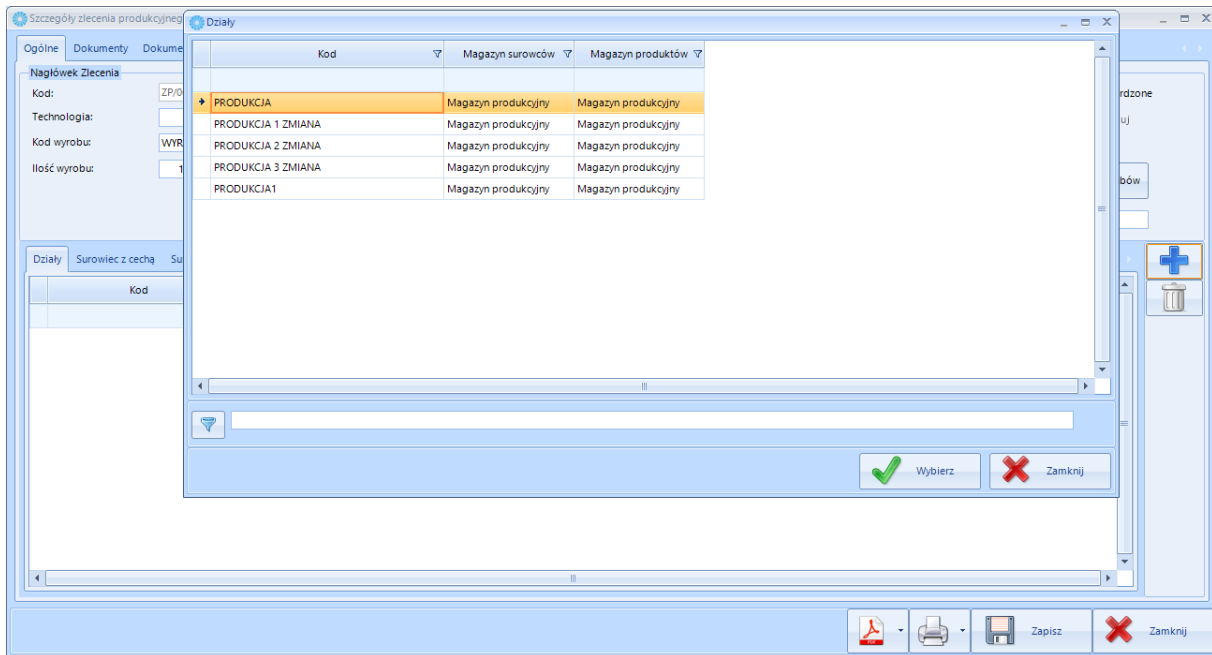 Szczegóły zlecenia produkcyjneg
Działy
Ogólne Dokumenty Dokume
Kod Magazyn surowców Magazyn produktów
Nagłówek Zlecenia
Kod: ZP/0
rdzone
PRODUKCJA Magazyn produkcyjny Magazyn produkcyjny
Technologia:
uj
PRODUKCJA 1 ZMIANA Magazyn produkcyjny Magazyn produkcyjny
Kod wyrobu: WYR
PRODUKCJA 2 ZMIANA Magazyn produkcyjny Magazyn produkcyjny
Ilość wyrobu: 1
PRODUKCJA 3 ZMIANA Magazyn produkcyjny Magazyn produkcyjny
bów
PRODUKCJA1 Magazyn produkcyjny Magazyn produkcyjny
Działy Surowiec z cechą Su
Kod
Wybierz Zamknij
PDF Zapisz Zamknij